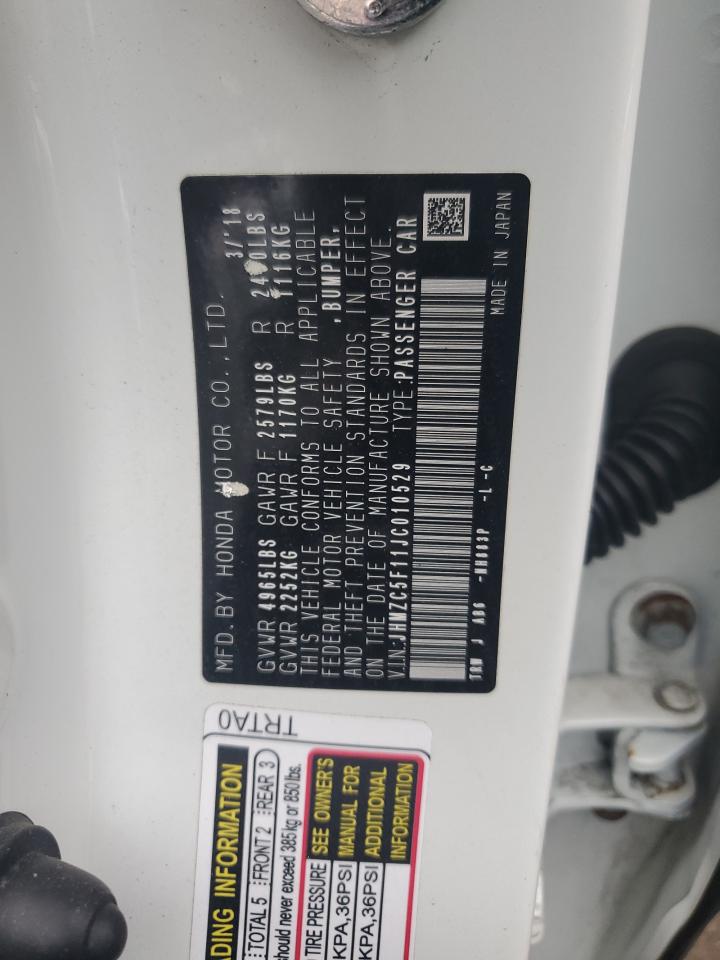 MFD. BY HONDA MOTOR CO., LTD. 3/'18
GVWR 4965LBS GAWR F 2579LBS R LBS
GVWR 2252KG GAWR F 1170KG R 1116KG
THIS VEHICLE CONFORMS TO ALL APPLICABLE
FEDERAL MOTOR VEHICLE SAFETY ,BUMPER,
AND THEFT PREVENTION STANDARDS IN EFFECT
ON THE DATE OF MANUFACTURE SHOWN ABOVE.
V.I.N:JHMZC5F11JC010529 TYPE:PASSENGER CAR
J -NH883P -L -C
MADE IN JAPAN
TRTA0
INFORMATION
TOTAL 5 FRONT 2 REAR 3
should never exceed 385kg or 850 lbs.
TIRE PRESSURE SEE OWNER'S
KPA,36PSI MANUAL FOR
KPA,36PSI ADDITIONAL
INFORMATION